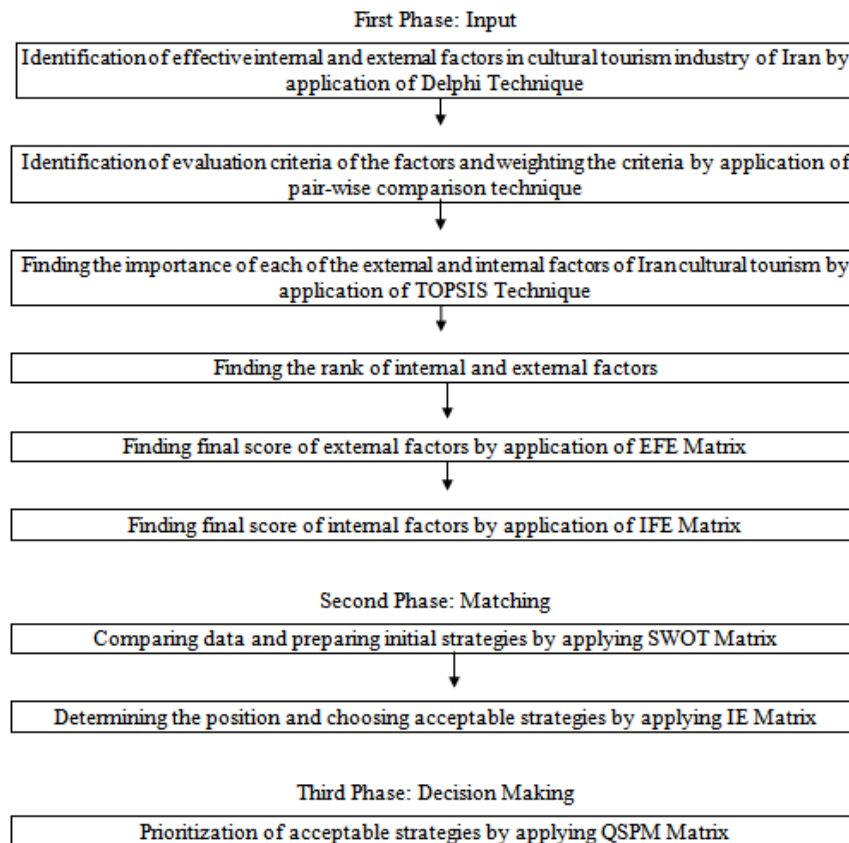 First Phase: Input
Identification of effective internal and external factors in cultural tourism industry of Iran by
application of Delphi Technique
Identification of evaluation criteria of the factors and weighting the criteria by application of
pair-wise comparison technique
Finding the importance of each of the external and internal factors of Iran cultural tourism by
application of TOPSIS Technique
Finding the rank of internal and external factors
Finding final score of external factors by application of EFE Matrix
Finding final score of internal factors by application of IFE Matrix
Second Phase: Matching
Comparing data and preparing initial strategies by applying SWOT Matrix
Determining the position and choosing acceptable strategies by applying IE Matrix
Third Phase: Decision Making
Prioritization of acceptable strategies by applying QSPM Matrix